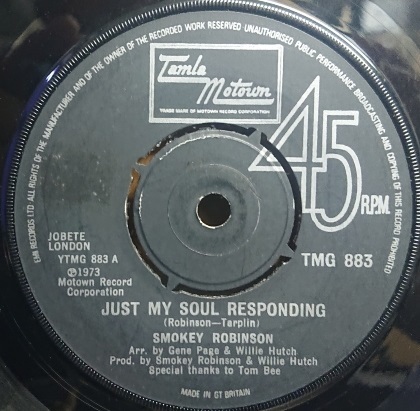 EMI RECORDS LTD ALL RIGHTS OF THE MANUFACTURER AND OF THE OWNER OF THE RECORDED WORK RESERVED UNAUTHORISED PUBLIC PERFORMANCE BROADCASTING AND COPYING OF THIS RECORD PROHIBITED
Tamla
Motown
TRADE MARK OF MOTOWN RECORD CORPORATION
45
RPM.
JOBETE
LONDON
YTMG 883 A
℗1973
Motown Record
Corporation
TMG 883
JUST MY SOUL RESPONDING
(Robinson—Tarplin)
SMOKEY ROBINSON
Arr. by Gene Page & Willie Hutch
Prod. by Smokey Robinson & Willie Hutch
Special thanks to Tom Bee
MADE IN GT BRITAIN